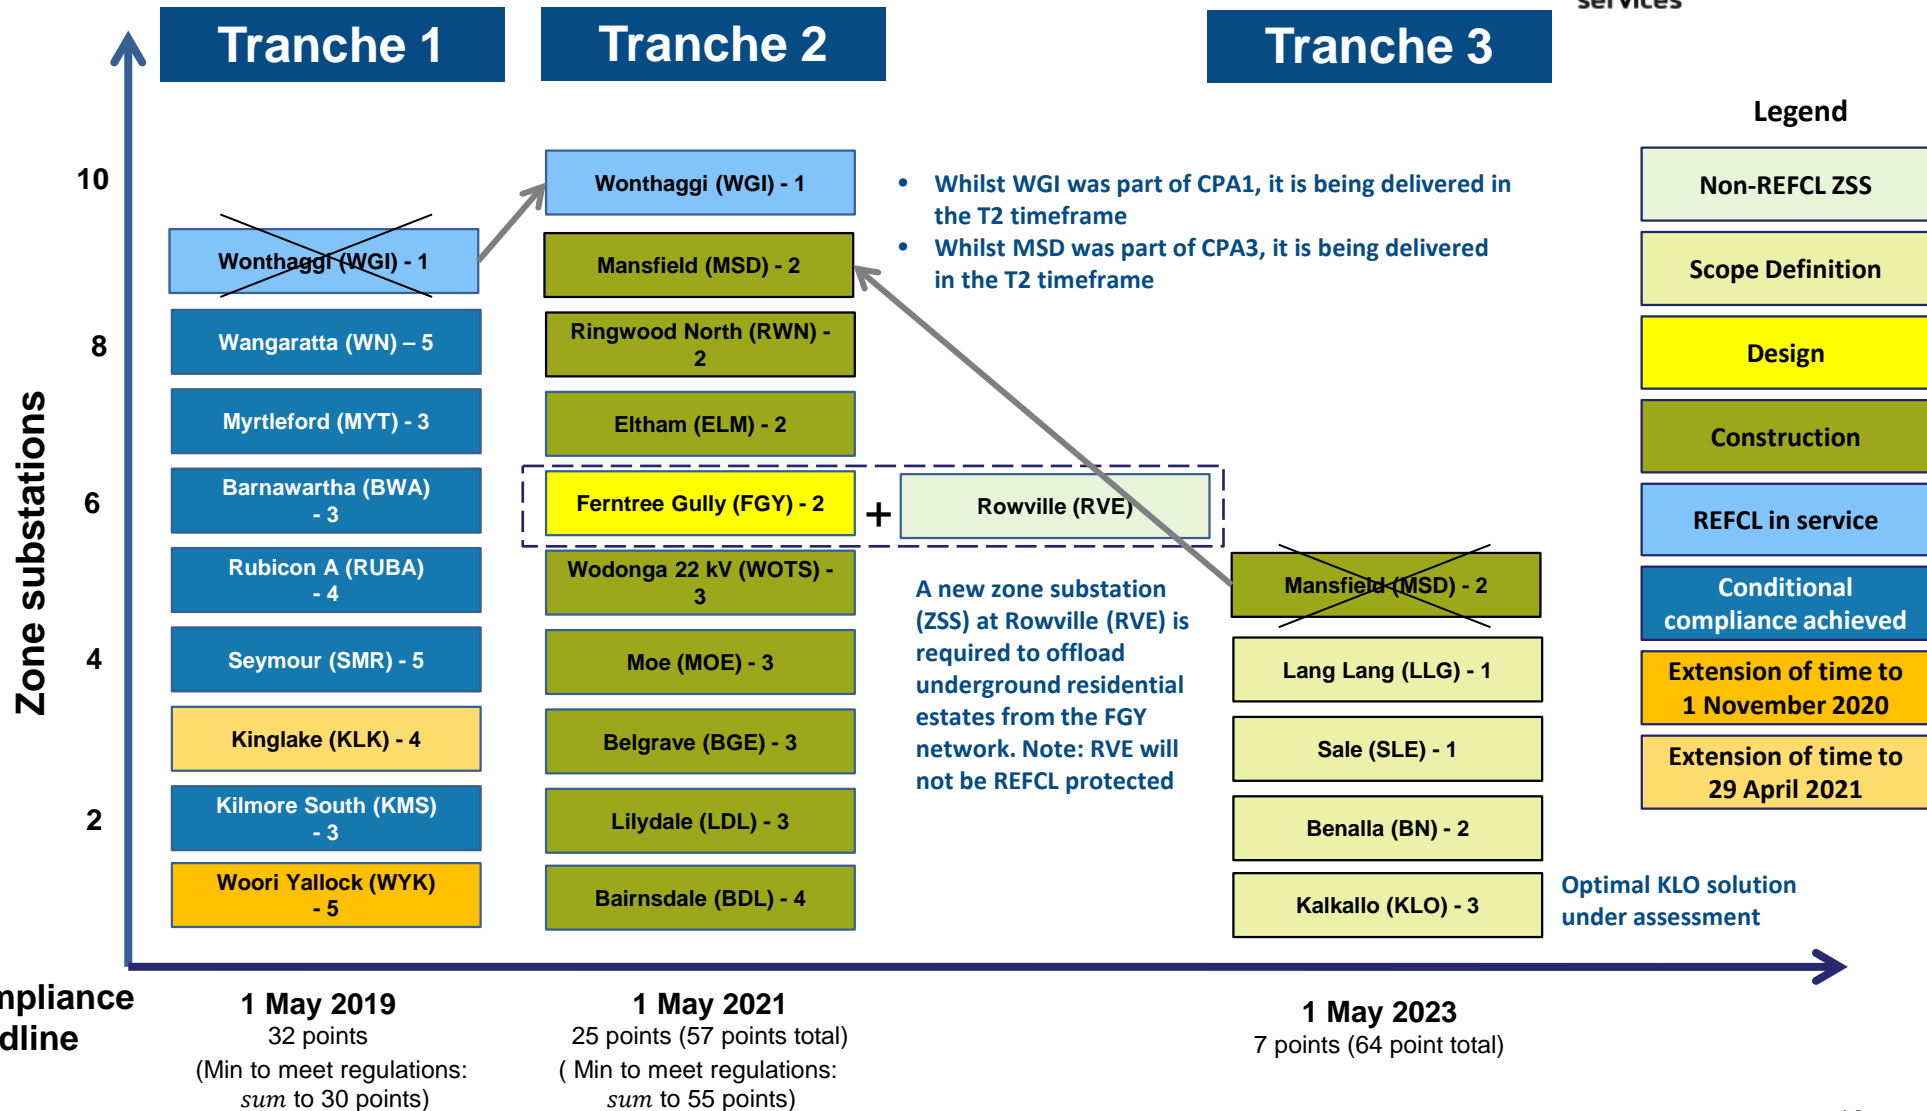 services
Tranche 1
Tranche 2
Tranche 3
Legend
Zone substations
10
8
6
4
2
Wonthaggi (WGI) - 1
Wangaratta (WN) – 5
Myrtleford (MYT) - 3
Barnawartha (BWA)
- 3
Rubicon A (RUBA)
- 4
Seymour (SMR) - 5
Kinglake (KLK) - 4
Kilmore South (KMS)
- 3
Woori Yallock (WYK)
- 5
Wonthaggi (WGI) - 1
Mansfield (MSD) - 2
Ringwood North (RWN) -
2
Eltham (ELM) - 2
Ferntree Gully (FGY) - 2
+
Rowville (RVE)
Wodonga 22 kV (WOTS) -
3
Moe (MOE) - 3
Belgrave (BGE) - 3
Lilydale (LDL) - 3
Bairnsdale (BDL) - 4
• Whilst WGI was part of CPA1, it is being delivered in
the T2 timeframe
• Whilst MSD was part of CPA3, it is being delivered
in the T2 timeframe
A new zone substation
(ZSS) at Rowville (RVE) is
required to offload
underground residential
estates from the FGY
network. Note: RVE will
not be REFCL protected
Mansfield (MSD) - 2
Lang Lang (LLG) - 1
Sale (SLE) - 1
Benalla (BN) - 2
Kalkallo (KLO) - 3
Optimal KLO solution
under assessment
Non-REFCL ZSS
Scope Definition
Design
Construction
REFCL in service
Conditional
compliance achieved
Extension of time to
1 November 2020
Extension of time to
29 April 2021
mpliance
dline
1 May 2019
32 points
(Min to meet regulations:
sum to 30 points)
1 May 2021
25 points (57 points total)
( Min to meet regulations:
sum to 55 points)
1 May 2023
7 points (64 point total)